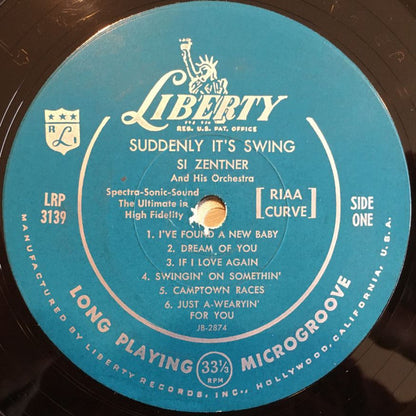 LIBERTY
REG. U.S. PAT. OFFICE
SUDDENLY IT'S SWING
SI ZENTNER
And His Orchestra
R L I
LRP
3139
Spectra-Sonic-Sound
The Ultimate in
High Fidelity
[RIAA
CURVE]
SIDE
ONE
1. I'VE FOUND A NEW BABY
2. DREAM OF YOU
3. IF I LOVE AGAIN
4. SWINGIN' ON SOMETHIN'
5. CAMPTOWN RACES
6. JUST A-WEARYIN'
FOR YOU
JB-2874
LONG PLAYING 33⅓ RPM MICROGROOVE
MANUFACTURED BY LIBERTY RECORDS, INC., HOLLYWOOD, CALIFORNIA, U.S.A.